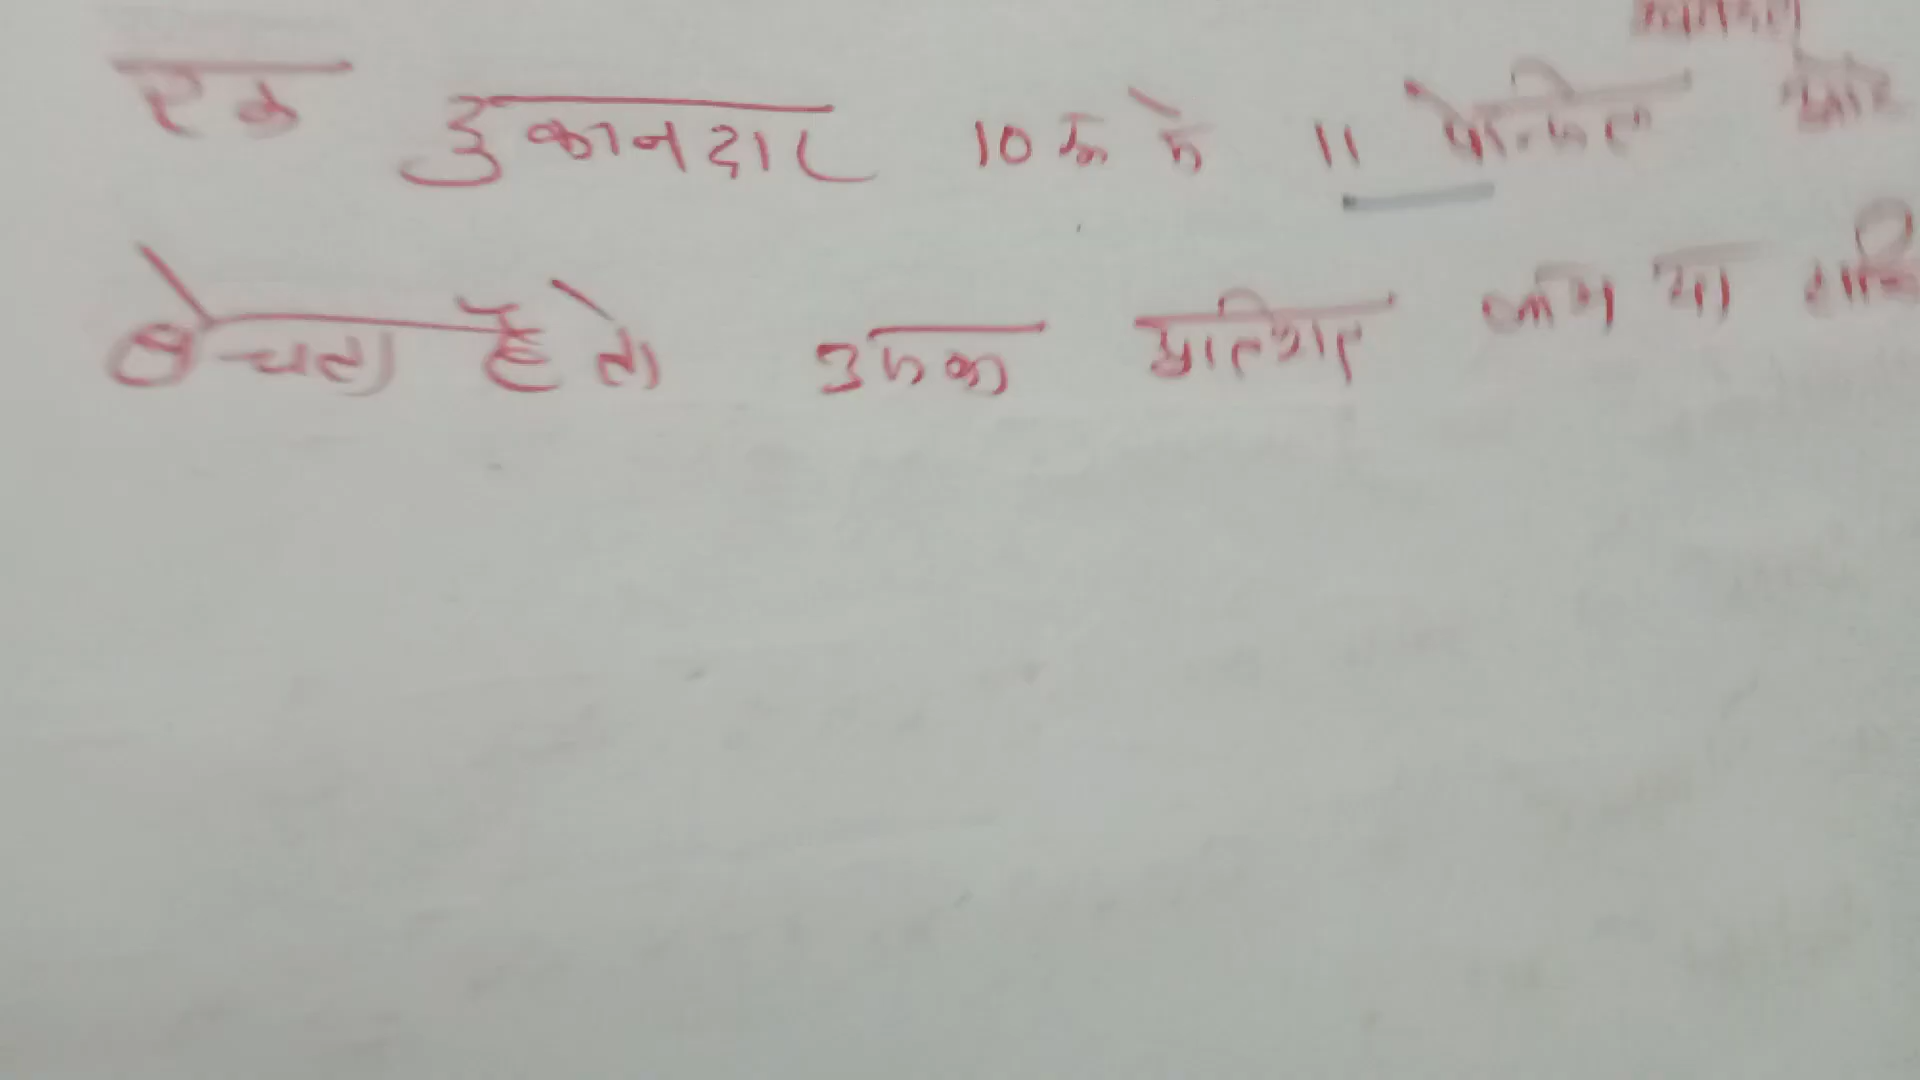 एक दुकानदार 10 रू के 11 पेन्सिल
बेचता है तो उसका प्रतिशत लाभ या हानि